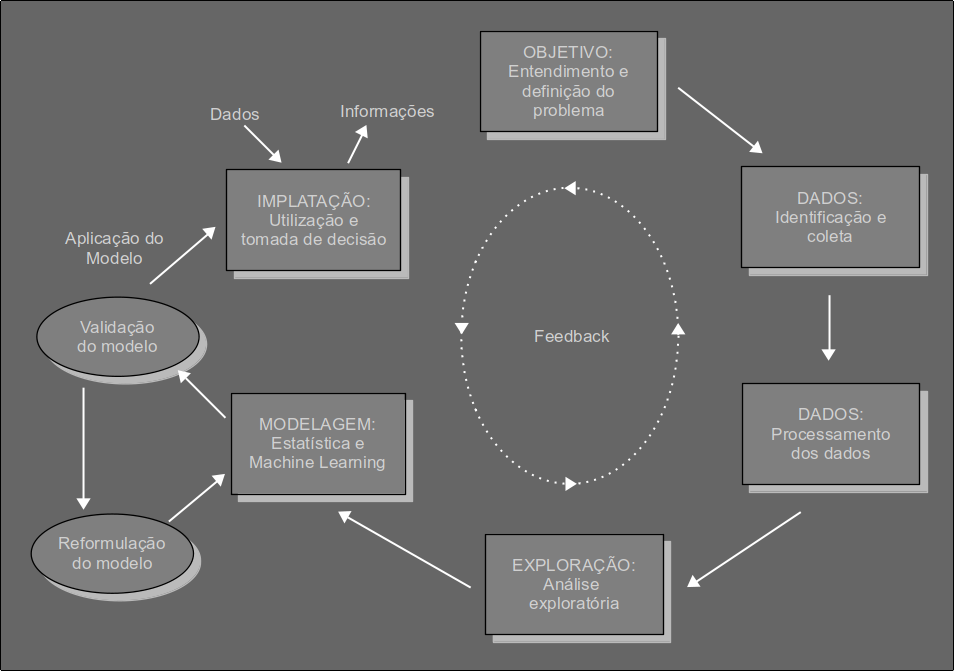 OBJETIVO:
Entendimento e
definição do
problema
Dados
Informações
DADOS:
Identificação e
coleta
IMPLATAÇÃO:
Utilização e
tomada de decisão
Aplicação do
Modelo
Validação
do modelo
Feedback
MODELAGEM:
Estatística e
Machine Learning
DADOS:
Processamento
dos dados
Reformulação
do modelo
EXPLORAÇÃO:
Análise
exploratória